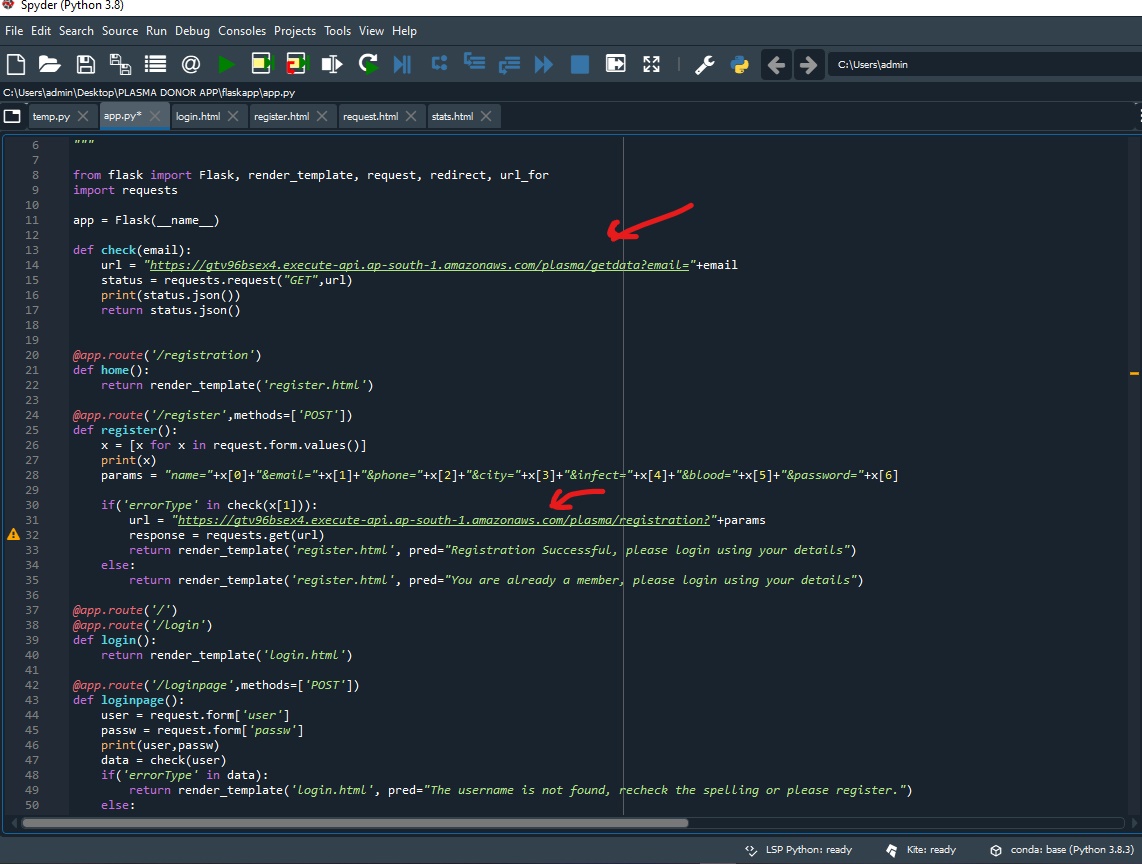 Spyder (Python 3.8)
File Edit Search Source Run Debug Consoles Projects Tools View Help
C:\Users\admin
C:\Users\admin\Desktop\PLASMA DONOR APP\flaskapp\app.py
temp.py app.py* login.html register.html request.html stats.html
6 """
7
8 from flask import Flask, render_template, request, redirect, url_for
9 import requests
10
11 app = Flask(__name__)
12
13 def check(email):
14 url = "https://gtv96bsex4.execute-api.ap-south-1.amazonaws.com/plasma/getdata?email="+email
15 status = requests.request("GET",url)
16 print(status.json())
17 return status.json()
18
19
20 @app.route('/registration')
21 def home():
22 return render_template('register.html')
23
24 @app.route('/register',methods=['POST'])
25 def register():
26 x = [x for x in request.form.values()]
27 print(x)
28 params = "name="+x[0]+"&email="+x[1]+"&phone="+x[2]+"&city="+x[3]+"&infect="+x[4]+"&blood="+x[5]+"&password="+x[6]
29
30 if('errorType' in check(x[1])):
31 url = "https://gtv96bsex4.execute-api.ap-south-1.amazonaws.com/plasma/registration?"+params
32 response = requests.get(url)
33 return render_template('register.html', pred="Registration Successful, please login using your details")
34 else:
35 return render_template('register.html', pred="You are already a member, please login using your details")
36
37 @app.route('/')
38 @app.route('/login')
39 def login():
40 return render_template('login.html')
41
42 @app.route('/loginpage',methods=['POST'])
43 def loginpage():
44 user = request.form['user']
45 passw = request.form['passw']
46 print(user,passw)
47 data = check(user)
48 if('errorType' in data):
49 return render_template('login.html', pred="The username is not found, recheck the spelling or please register.")
50 else:
LSP Python: ready Kite: ready conda: base (Python 3.8.3)